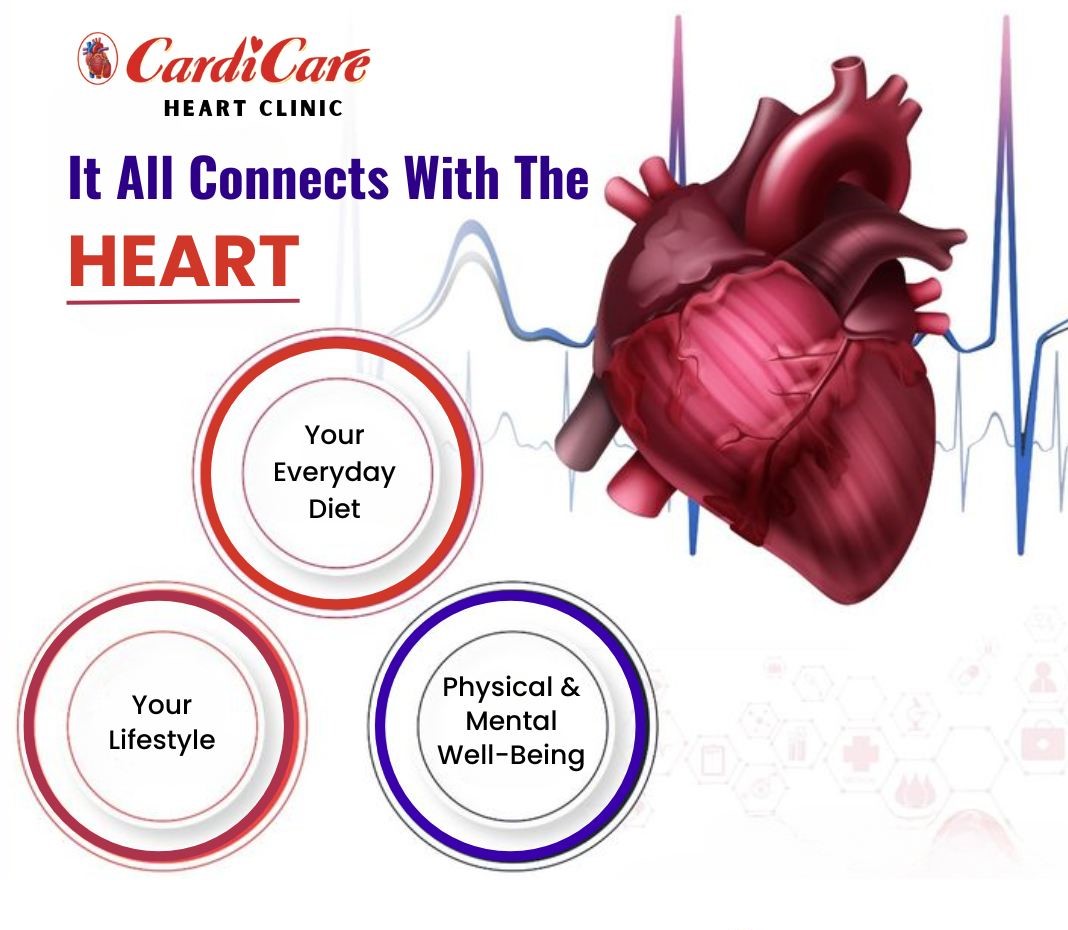 CardiCare
HEART CLINIC
It All Connects With The
HEART
Your
Everyday
Diet
Your
Lifestyle
Physical &
Mental
Well-Being